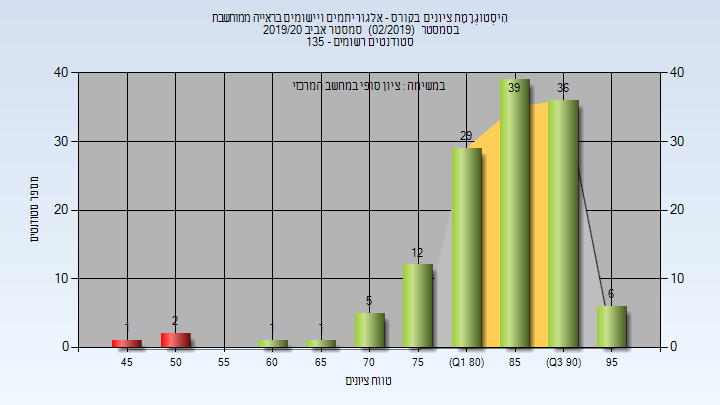 היסטוגרמת ציונים בקורס - אלגוריתמים ויישומים בראייה ממוחשבת
בסמסטר (02/2019) סמסטר אביב 2019/20
סטודנטים רשומים - 135
במשימה : ציון סופי במחשב המרכזי
40 40
30 30
20 20
10 10
0 0
מספר סטודנטים
1 2 1 1 5 12 29 39 36 6
45 50 55 60 65 70 75 (Q1 80) 85 (Q3 90) 95
טווח ציונים